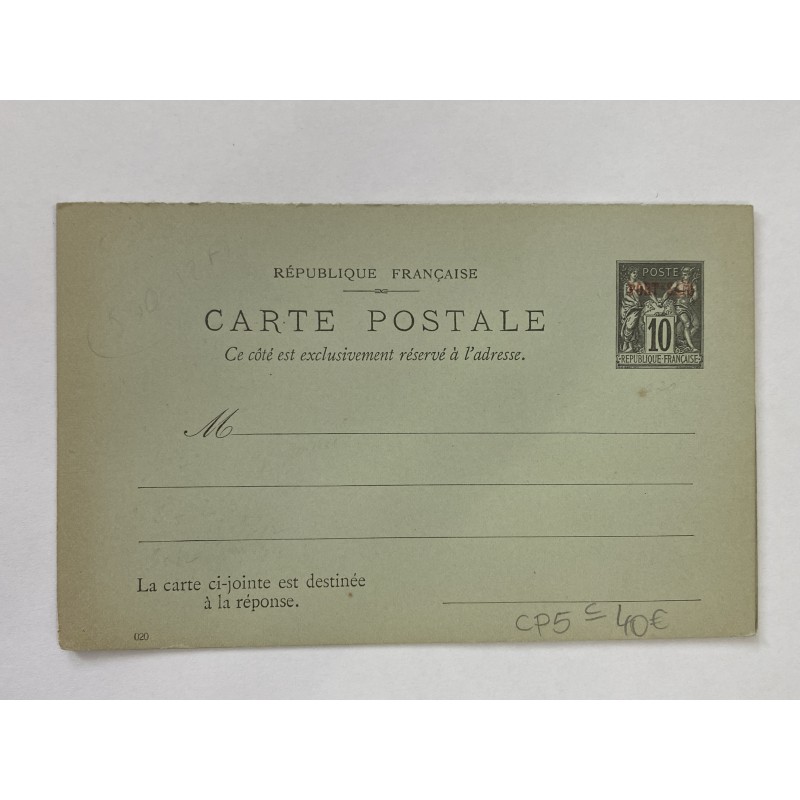 RÉPUBLIQUE FRANÇAISE
CARTE POSTALE
Ce côté est exclusivement réservé à l'adresse.
POSTE
10
RÉPUBLIQUE·FRANÇAISE
M
La carte ci-jointe est destinée
à la réponse.
020
CP5 c 40€